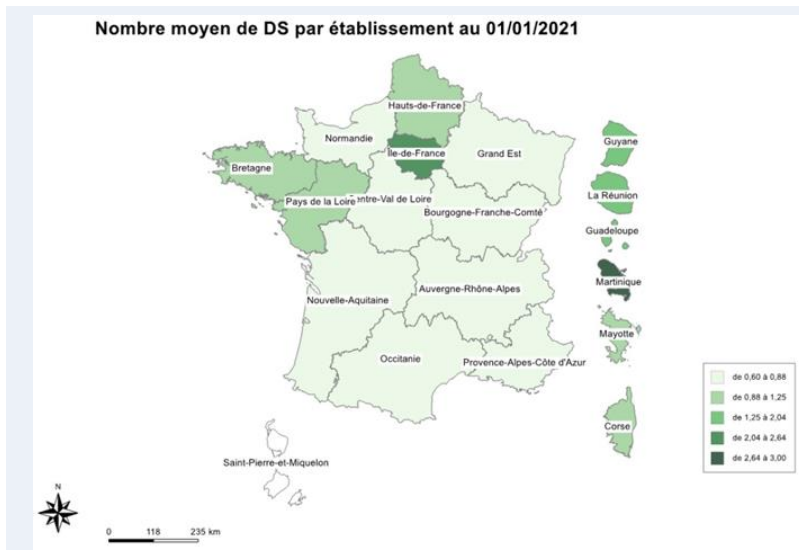 Nombre moyen de DS par établissement au 01/01/2021
Hauts-de-France
Normandie
Île-de-France
Grand Est
Bretagne
Pays de la Loire
Centre-Val de Loire
Bourgogne-Franche-Comté
Nouvelle-Aquitaine
Auvergne-Rhône-Alpes
Occitanie
Provence-Alpes-Côte d'Azur
Guyane
La Réunion
Guadeloupe
Martinique
Mayotte
Corse
Saint-Pierre-et-Miquelon
de 0,60 à 0,88
de 0,88 à 1,25
de 1,25 à 2,04
de 2,04 à 2,64
de 2,64 à 3,00
N
0 118 235 km